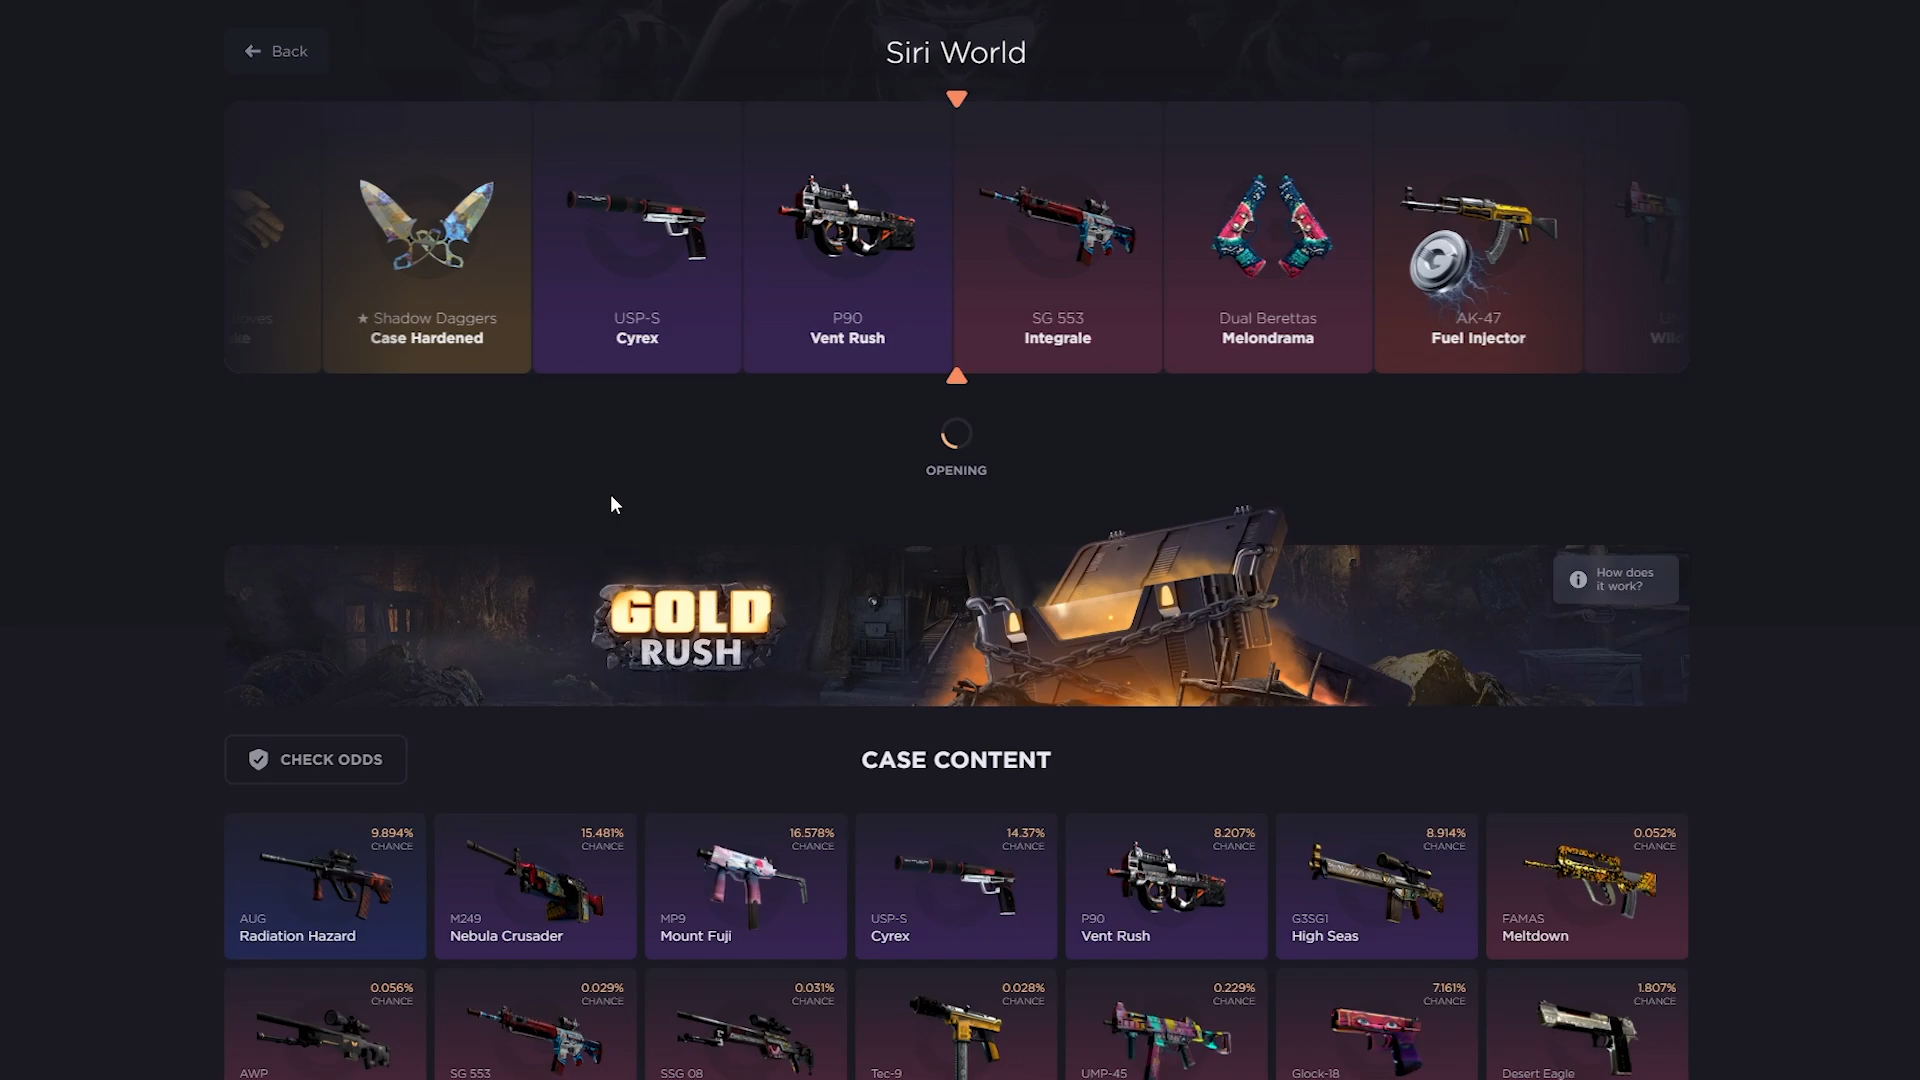 Back
Siri World
★ Shadow Daggers
Case Hardened
USP-S
Cyrex
P90
Vent Rush
SG 553
Integrale
Dual Berettas
Melondrama
AK-47
Fuel Injector
OPENING
GOLD
RUSH
How does
it work?
CHECK ODDS
CASE CONTENT
9.894%
CHANCE
AUG
Radiation Hazard
15.481%
CHANCE
M249
Nebula Crusader
16.578%
CHANCE
MP9
Mount Fuji
14.37%
CHANCE
USP-S
Cyrex
8.207%
CHANCE
P90
Vent Rush
8.914%
CHANCE
G3SG1
High Seas
0.052%
CHANCE
FAMAS
Meltdown
0.056%
CHANCE
AWP
0.029%
CHANCE
SG 553
0.031%
CHANCE
SSG 08
0.028%
CHANCE
Tec-9
0.229%
CHANCE
UMP-45
7.161%
CHANCE
Glock-18
1.807%
CHANCE
Desert Eagle